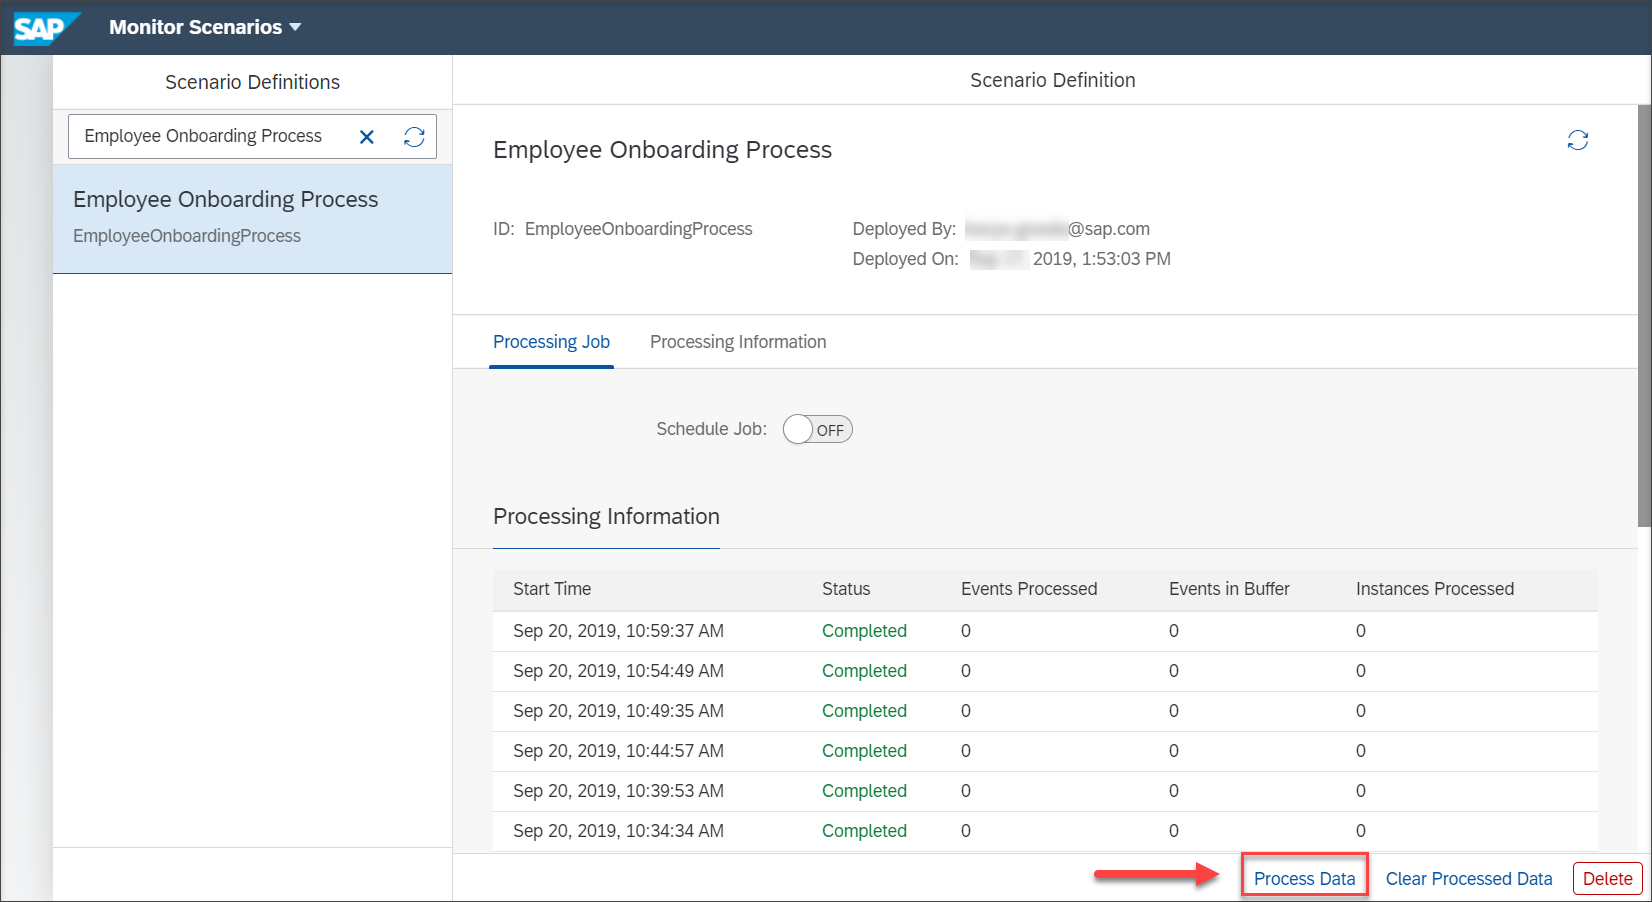 SAP Monitor Scenarios
Scenario Definitions
Employee Onboarding Process
Employee Onboarding Process
EmployeeOnboardingProcess
Scenario Definition
Employee Onboarding Process
ID: EmployeeOnboardingProcess
Deployed By: @sap.com
Deployed On: 2019, 1:53:03 PM
Processing Job Processing Information
Schedule Job: OFF
Processing Information
Start Time Status Events Processed Events in Buffer Instances Processed
Sep 20, 2019, 10:59:37 AM Completed 0 0 0
Sep 20, 2019, 10:54:49 AM Completed 0 0 0
Sep 20, 2019, 10:49:35 AM Completed 0 0 0
Sep 20, 2019, 10:44:57 AM Completed 0 0 0
Sep 20, 2019, 10:39:53 AM Completed 0 0 0
Sep 20, 2019, 10:34:34 AM Completed 0 0 0
Process Data Clear Processed Data Delete